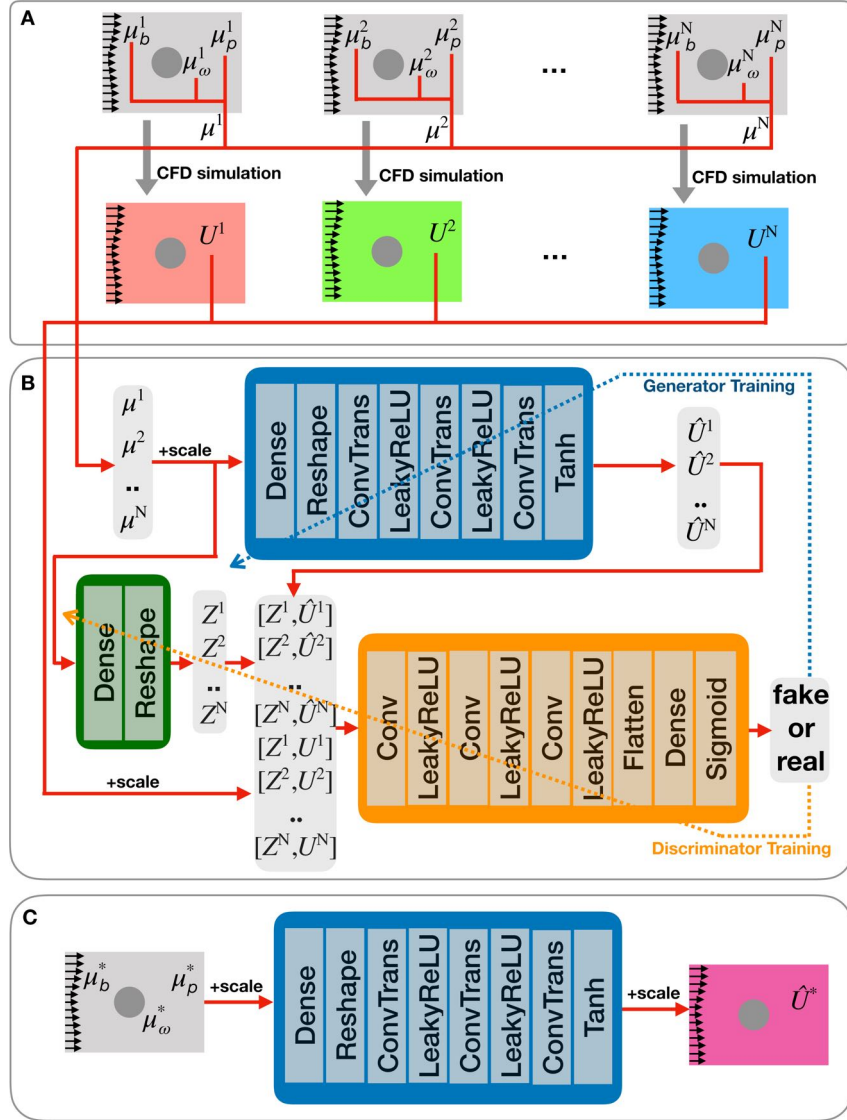 A
μ_b^1 μ_p^1 μ_b^2 μ_p^2 μ_b^N μ_p^N
μ_ω^1 μ_ω^2 ... μ_ω^N
μ^1 μ^2 μ^N
CFD simulation CFD simulation CFD simulation
U^1 U^2 ... U^N
B
Generator Training
μ^1
μ^2
..
μ^N
+scale
Dense
Reshape
ConvTrans
LeakyReLU
ConvTrans
LeakyReLU
ConvTrans
Tanh
Û^1
Û^2
..
Û^N
Dense
Reshape
Z^1
Z^2
..
Z^N
+scale
[Z^1,Û^1]
[Z^2,Û^2]
..
[Z^N,Û^N]
[Z^1,U^1]
[Z^2,U^2]
..
[Z^N,U^N]
Conv
LeakyReLU
Conv
LeakyReLU
Conv
LeakyReLU
Flatten
Dense
Sigmoid
fake
or
real
Discriminator Training
C
μ_b^* μ_p^*
μ_ω^*
+scale
Dense
Reshape
ConvTrans
LeakyReLU
ConvTrans
LeakyReLU
ConvTrans
Tanh
+scale
Û^*